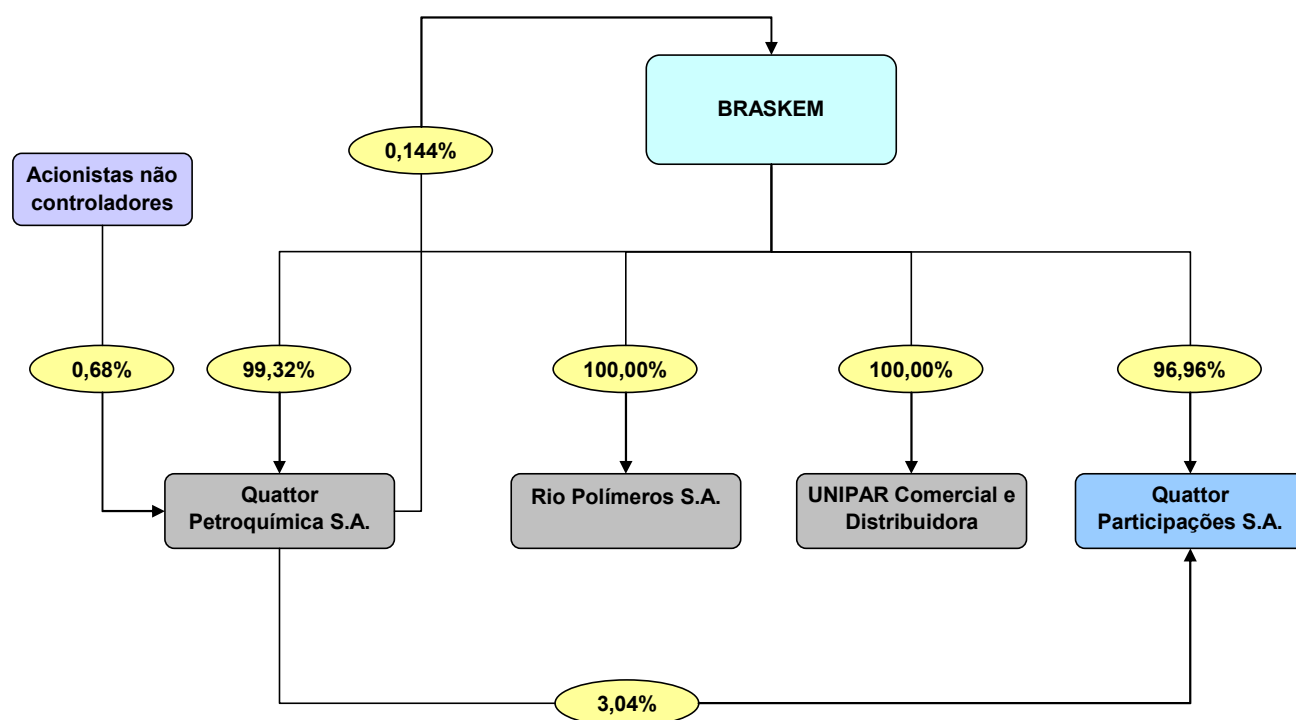 BRASKEM
0,144%
Acionistas não
controladores
0,68%
99,32%
100,00%
100,00%
96,96%
Quattor
Petroquímica S.A.
Rio Polímeros S.A.
UNIPAR Comercial e
Distribuidora
Quattor
Participações S.A.
3,04%